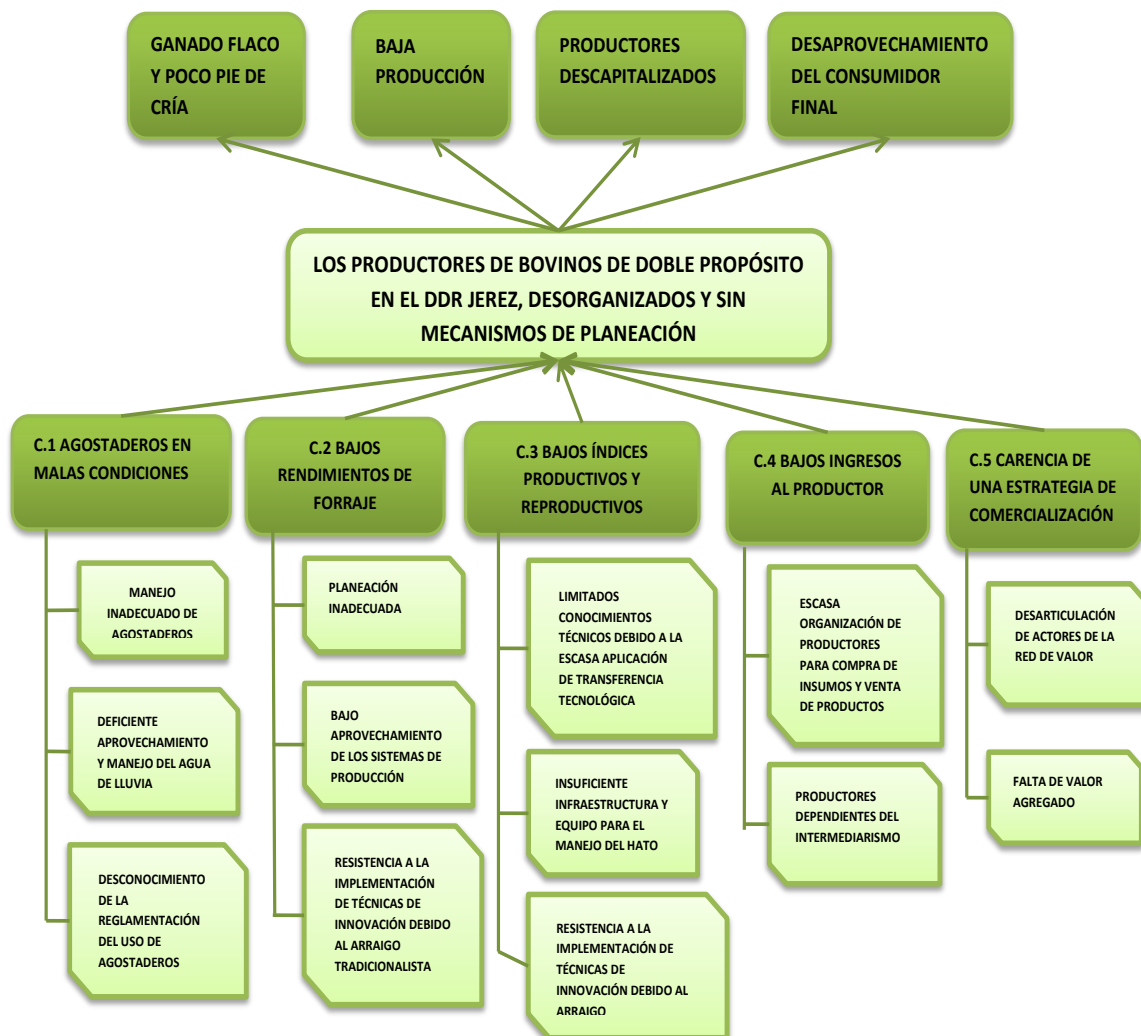 GANADO FLACO
Y POCO PIE DE
CRÍA
BAJA
PRODUCCIÓN
PRODUCTORES
DESCAPITALIZADOS
DESAPROVECHAMIENTO
DEL CONSUMIDOR
FINAL
LOS PRODUCTORES DE BOVINOS DE DOBLE PROPÓSITO
EN EL DDR JEREZ, DESORGANIZADOS Y SIN
MECANISMOS DE PLANEACIÓN
C.1 AGOSTADEROS EN
MALAS CONDICIONES
C.2 BAJOS
RENDIMIENTOS DE
FORRAJE
C.3 BAJOS ÍNDICES
PRODUCTIVOS Y
REPRODUCTIVOS
C.4 BAJOS INGRESOS
AL PRODUCTOR
C.5 CARENCIA DE
UNA ESTRATEGIA DE
COMERCIALIZACIÓN
MANEJO
INADECUADO DE
AGOSTADEROS
DEFICIENTE
APROVECHAMIENTO
Y MANEJO DEL AGUA
DE LLUVIA
DESCONOCIMIENTO
DE LA
REGLAMENTACIÓN
DEL USO DE
AGOSTADEROS
PLANEACIÓN
INADECUADA
BAJO
APROVECHAMIENTO
DE LOS SISTEMAS DE
PRODUCCIÓN
RESISTENCIA A LA
IMPLEMENTACIÓN
DE TÉCNICAS DE
INNOVACIÓN DEBIDO
AL ARRAIGO
TRADICIONALISTA
LIMITADOS
CONOCIMIENTOS
TÉCNICOS DEBIDO A LA
ESCASA APLICACIÓN
DE TRANSFERENCIA
TECNOLÓGICA
INSUFICIENTE
INFRAESTRUCTURA Y
EQUIPO PARA EL
MANEJO DEL HATO
RESISTENCIA A LA
IMPLEMENTACIÓN DE
TÉCNICAS DE
INNOVACIÓN DEBIDO AL
ARRAIGO
ESCASA
ORGANIZACIÓN DE
PRODUCTORES
PARA COMPRA DE
INSUMOS Y VENTA
DE PRODUCTOS
PRODUCTORES
DEPENDIENTES DEL
INTERMEDIARISMO
DESARTICULACIÓN
DE ACTORES DE LA
RED DE VALOR
FALTA DE VALOR
AGREGADO